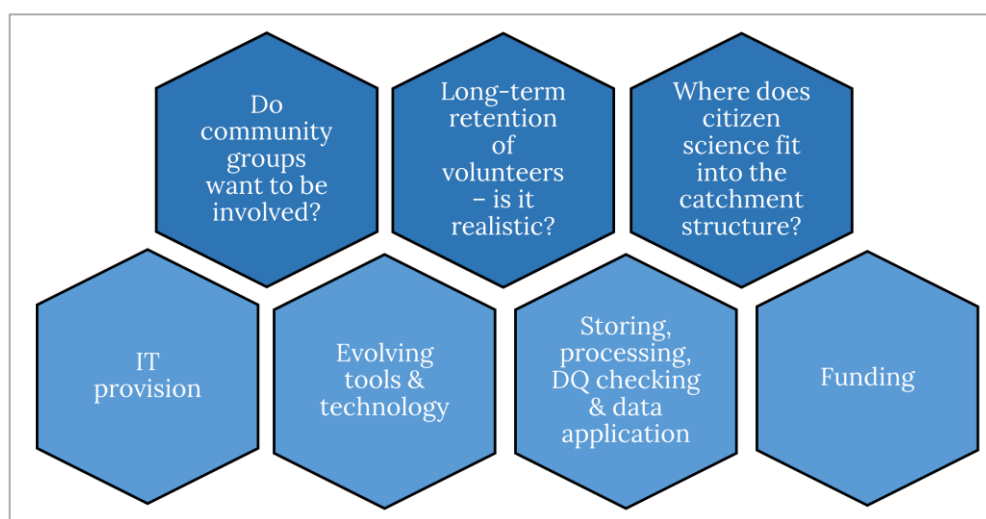 Do
community
groups
want to be
involved?
Long-term
retention
of
volunteers
– is it
realistic?
Where does
citizen
science fit
into the
catchment
structure?
IT
provision
Evolving
tools &
technology
Storing,
processing,
DQ checking
& data
application
Funding